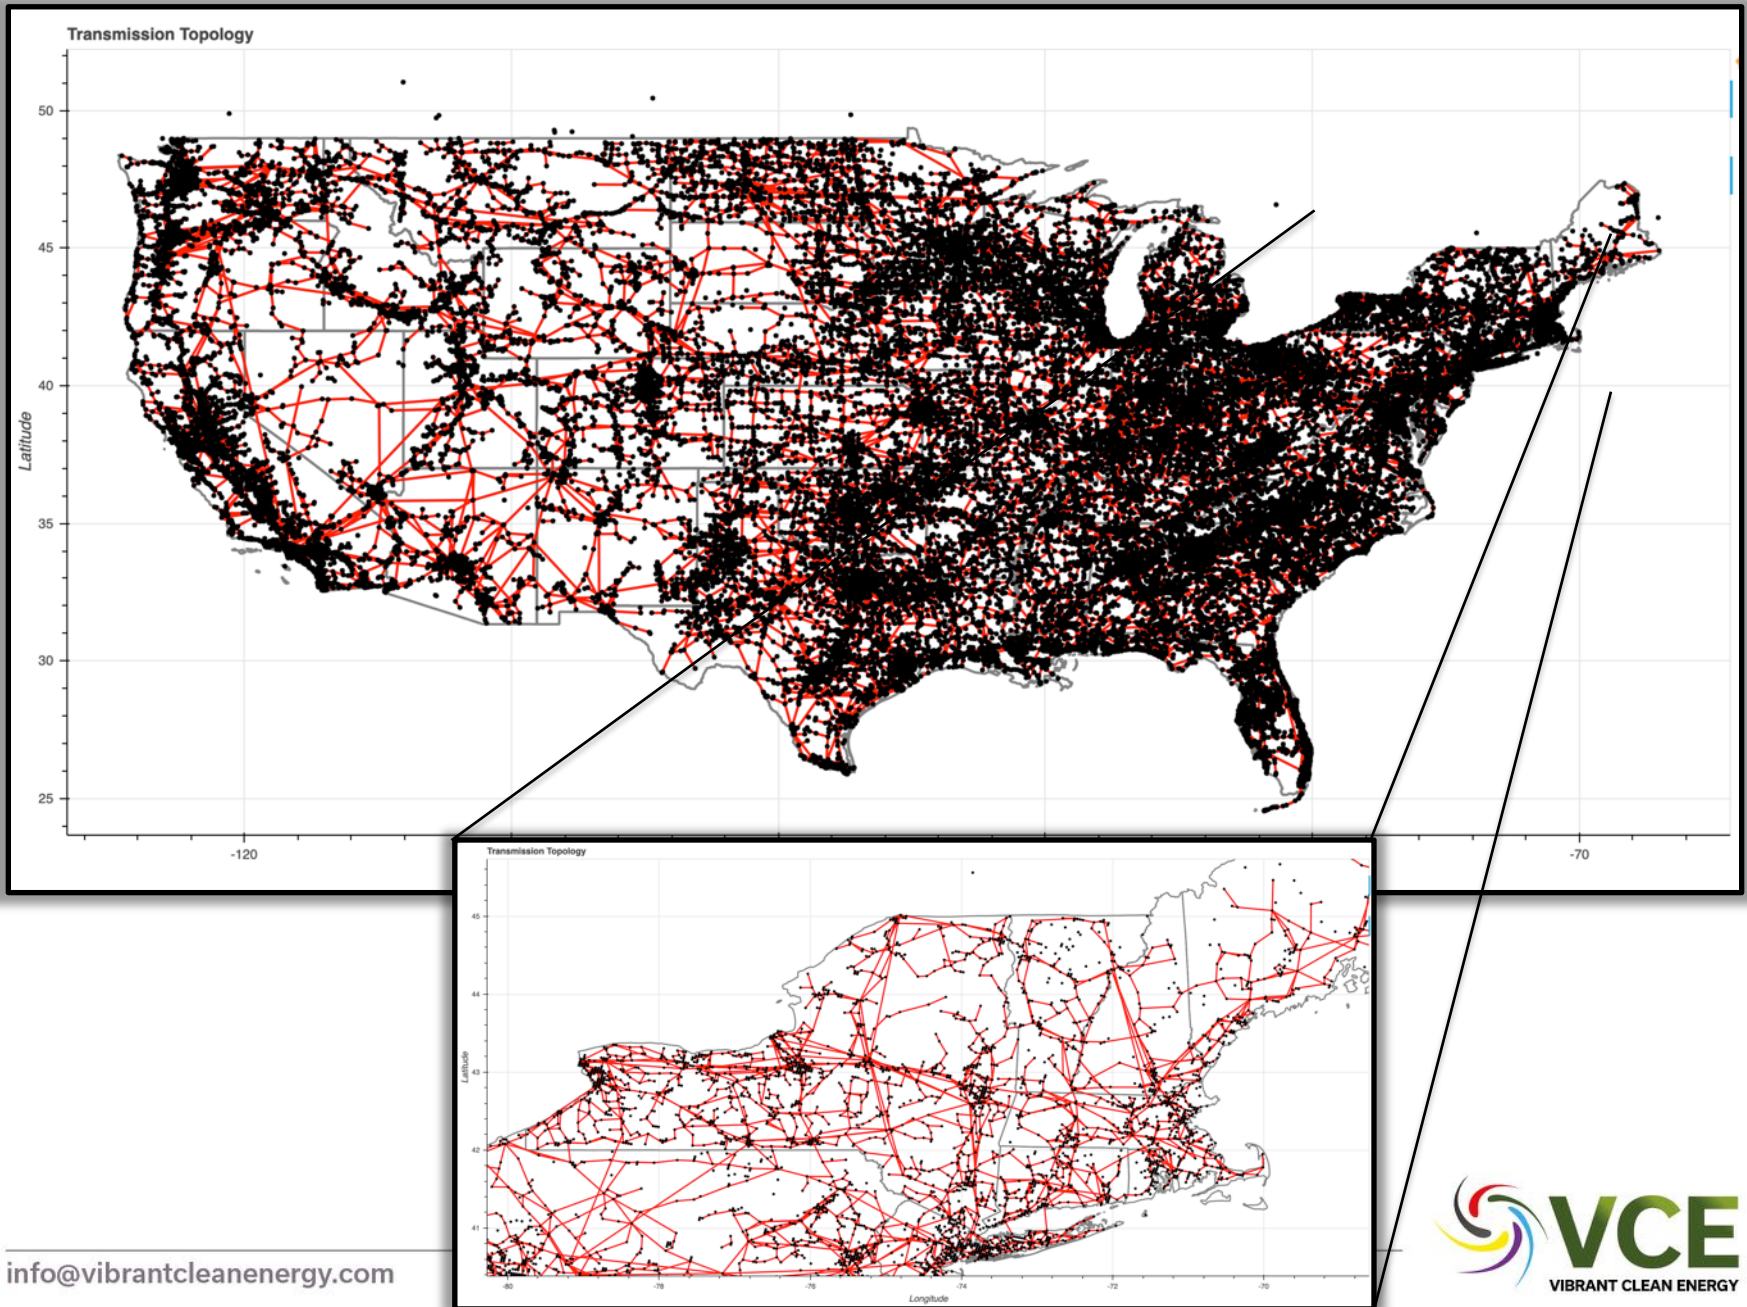 Transmission Topology
50
45
40
35
30
25
Latitude
-120
-70
Transmission Topology
45
44
43
42
41
Latitude
-80
-78
-76
-74
-72
-70
Longitude
info@vibrantcleanenergy.com
VCE
VIBRANT CLEAN ENERGY